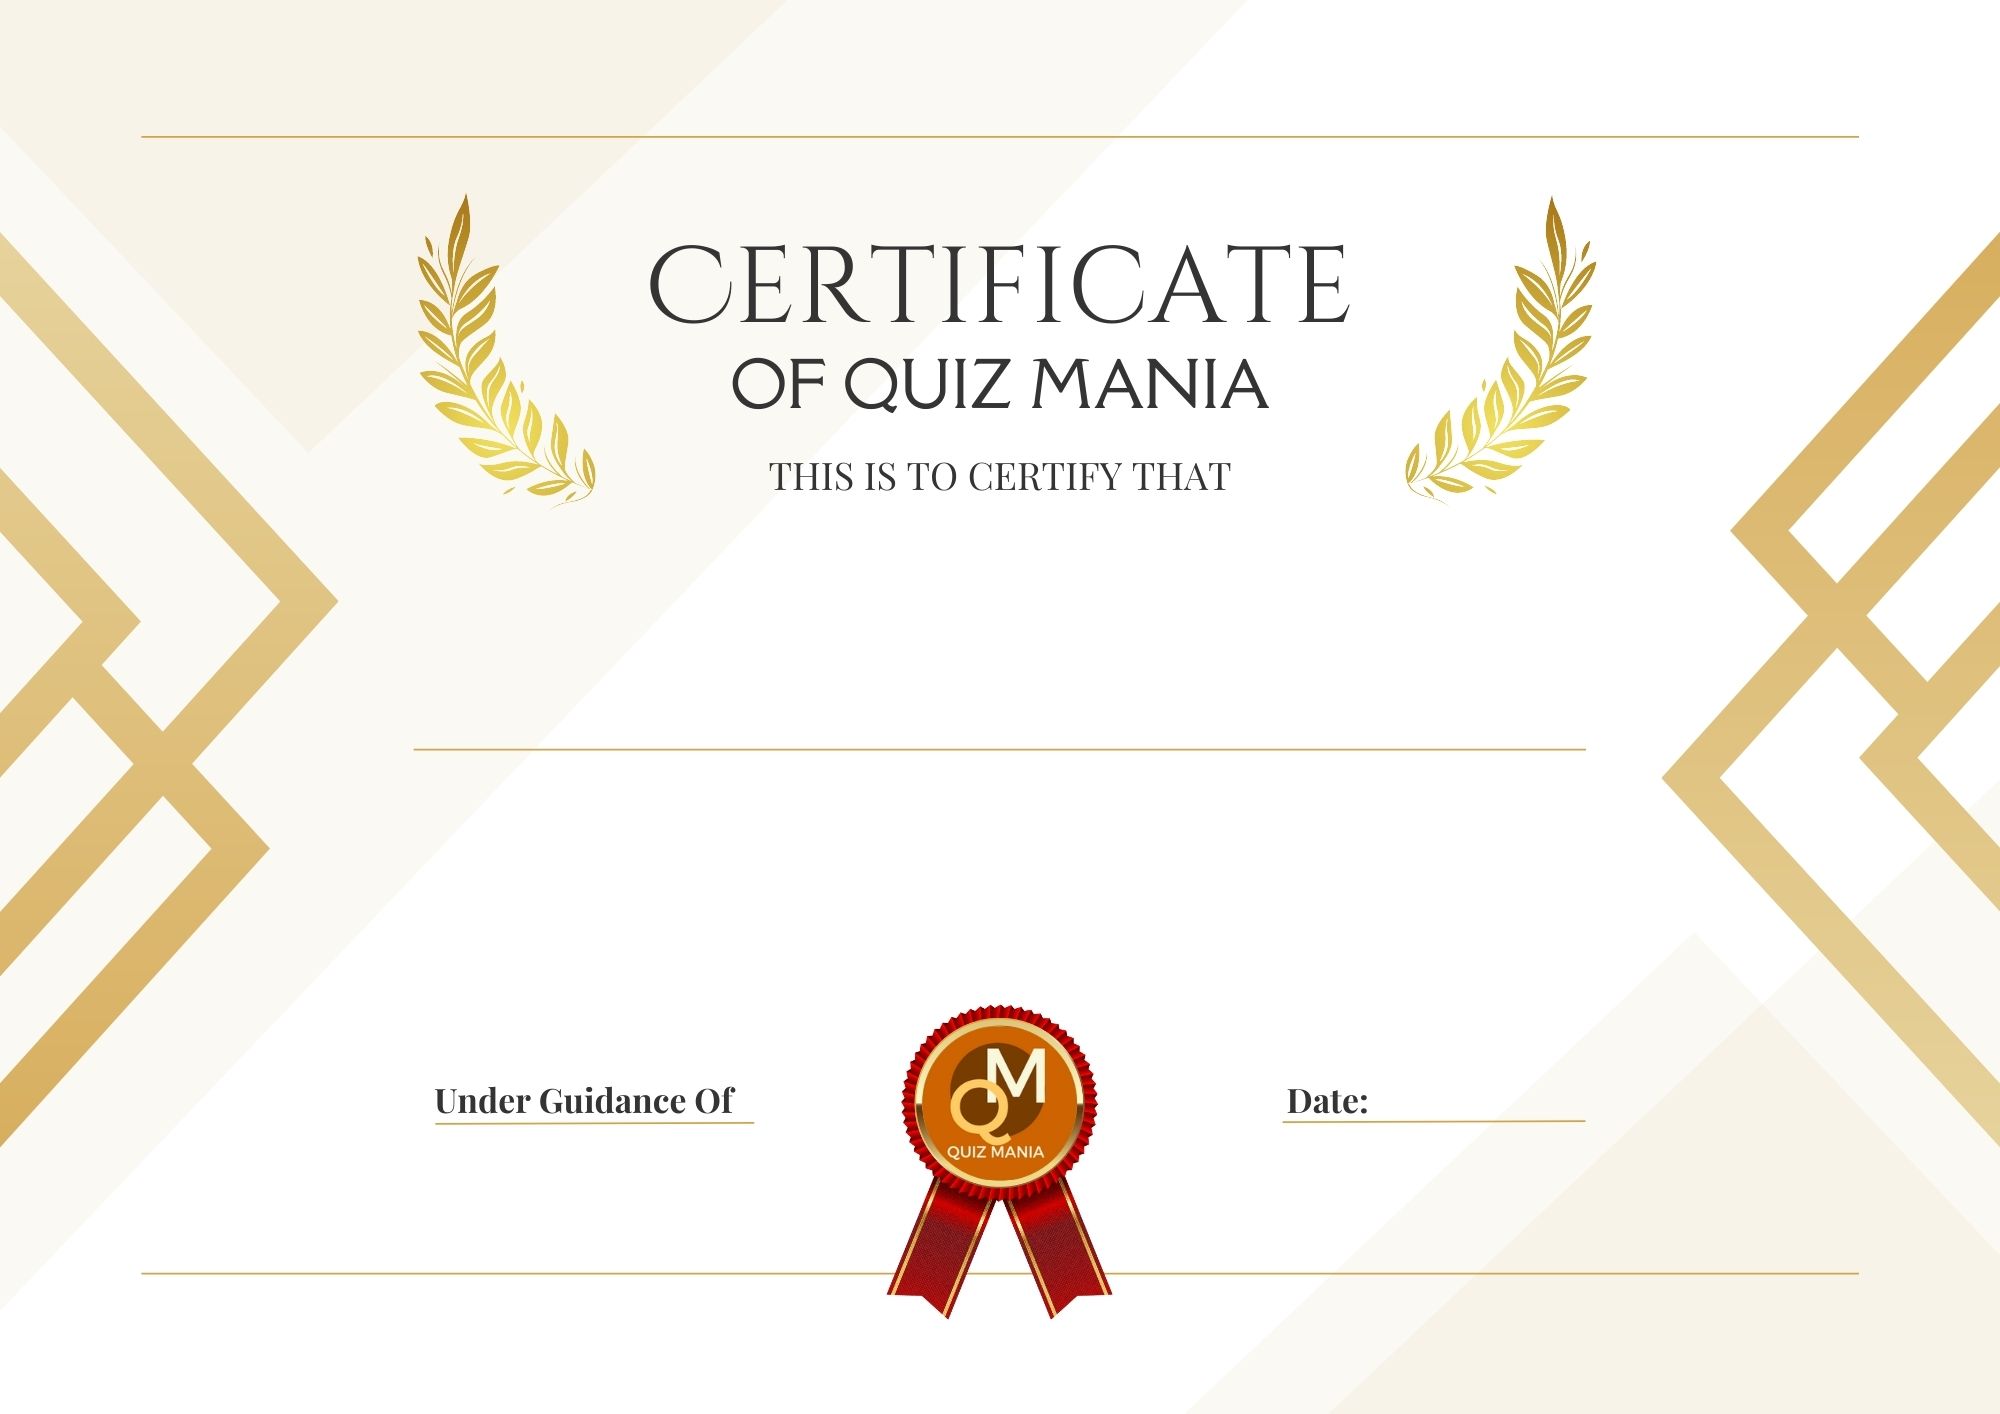 CERTIFICATE
OF QUIZ MANIA
THIS IS TO CERTIFY THAT
Under Guidance Of
QM
QUIZ MANIA
Date: